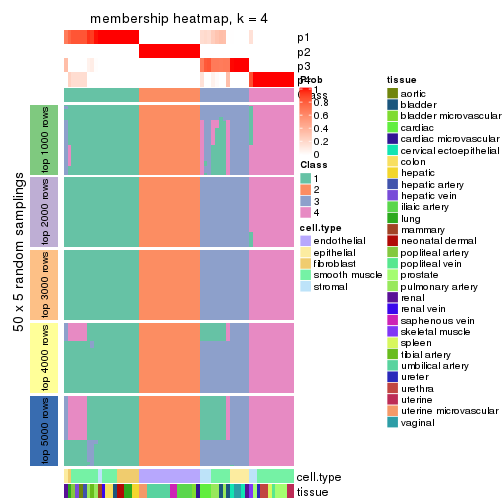 membership heatmap, k = 4
p1
p2
p3
p4
Class
50 x 5 random samplings
top 1000 rows
top 2000 rows
top 3000 rows
top 4000 rows
top 5000 rows
cell.type
tissue
Prob
1
0.8
0.6
0.4
0.2
0
Class
1
2
3
4
cell.type
endothelial
epithelial
fibroblast
smooth muscle
stromal
tissue
aortic
bladder
bladder microvascular
cardiac
cardiac microvascular
cervical ectoepithelial
colon
hepatic
hepatic artery
hepatic vein
iliaic artery
lung
mammary
neonatal dermal
popliteal artery
popliteal vein
prostate
pulmonary artery
renal
renal vein
saphenous vein
skeletal muscle
spleen
tibial artery
umbilical artery
ureter
urethra
uterine
uterine microvascular
vaginal